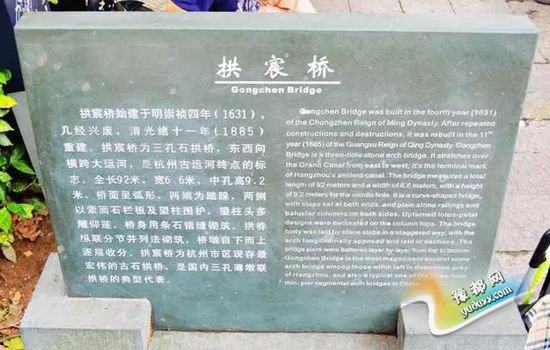 拱宸桥
Gongchen Bridge
拱宸桥始建于明崇祯四年(1631),
几经兴废,清光绪十一年(1885)
重建。拱宸桥为三孔石拱桥,东西向
横跨大运河,是杭州古运河终点的标
志。全长92米,宽6.6米,中孔高9.2
米,桥面呈弧形,两端为踏跺,两侧
以素面石栏板及望柱围护,望柱头多
雕仰莲。桥身用条石错缝砌筑,拱券
纵联分节并列法砌筑,桥墩自下而上
逐层收分。拱宸桥为杭州市区现存最
宏伟的古石拱桥。是国内三孔薄墩联
拱桥的典型代表。
Gongchen Bridge was built in the fourth year (1631)
of the Chongzhen Reign of Ming Dynasty. After repeated
constructions and destructions, it was rebuilt in the 11th
year (1885) of the Guangxu Reign of Qing Dynasty. Gongchen
Bridge is a three-hole stone arch bridge. It stretches over
the Grand Canal from east to west. It's the terminal mark
of Hangzhou's ancient canal. The bridge measures a total
length of 92 meters and a width of 6.6 meters, with a height
of 9.2 meters for the middle hole. It is a curve-shaped bridge,
with steps set at both ends, and plain stone railings and
baluster columns on both sides. Upturned lotus-petal
designs were decorated on the column tops. The bridge
body was laid by stone slabs in a staggered way, with the
arch longitudinally appended and laid in sections. The
bridge piers were battered layer by layer from top to bottom.
Gongchen Bridge is the most magnificent ancient stone
arch bridge among those which left in downtown area
of Hangzhou, and also a typical one of the three-hole
thin-pier segmental arch bridges in China.
豫都网
yuduxx.com